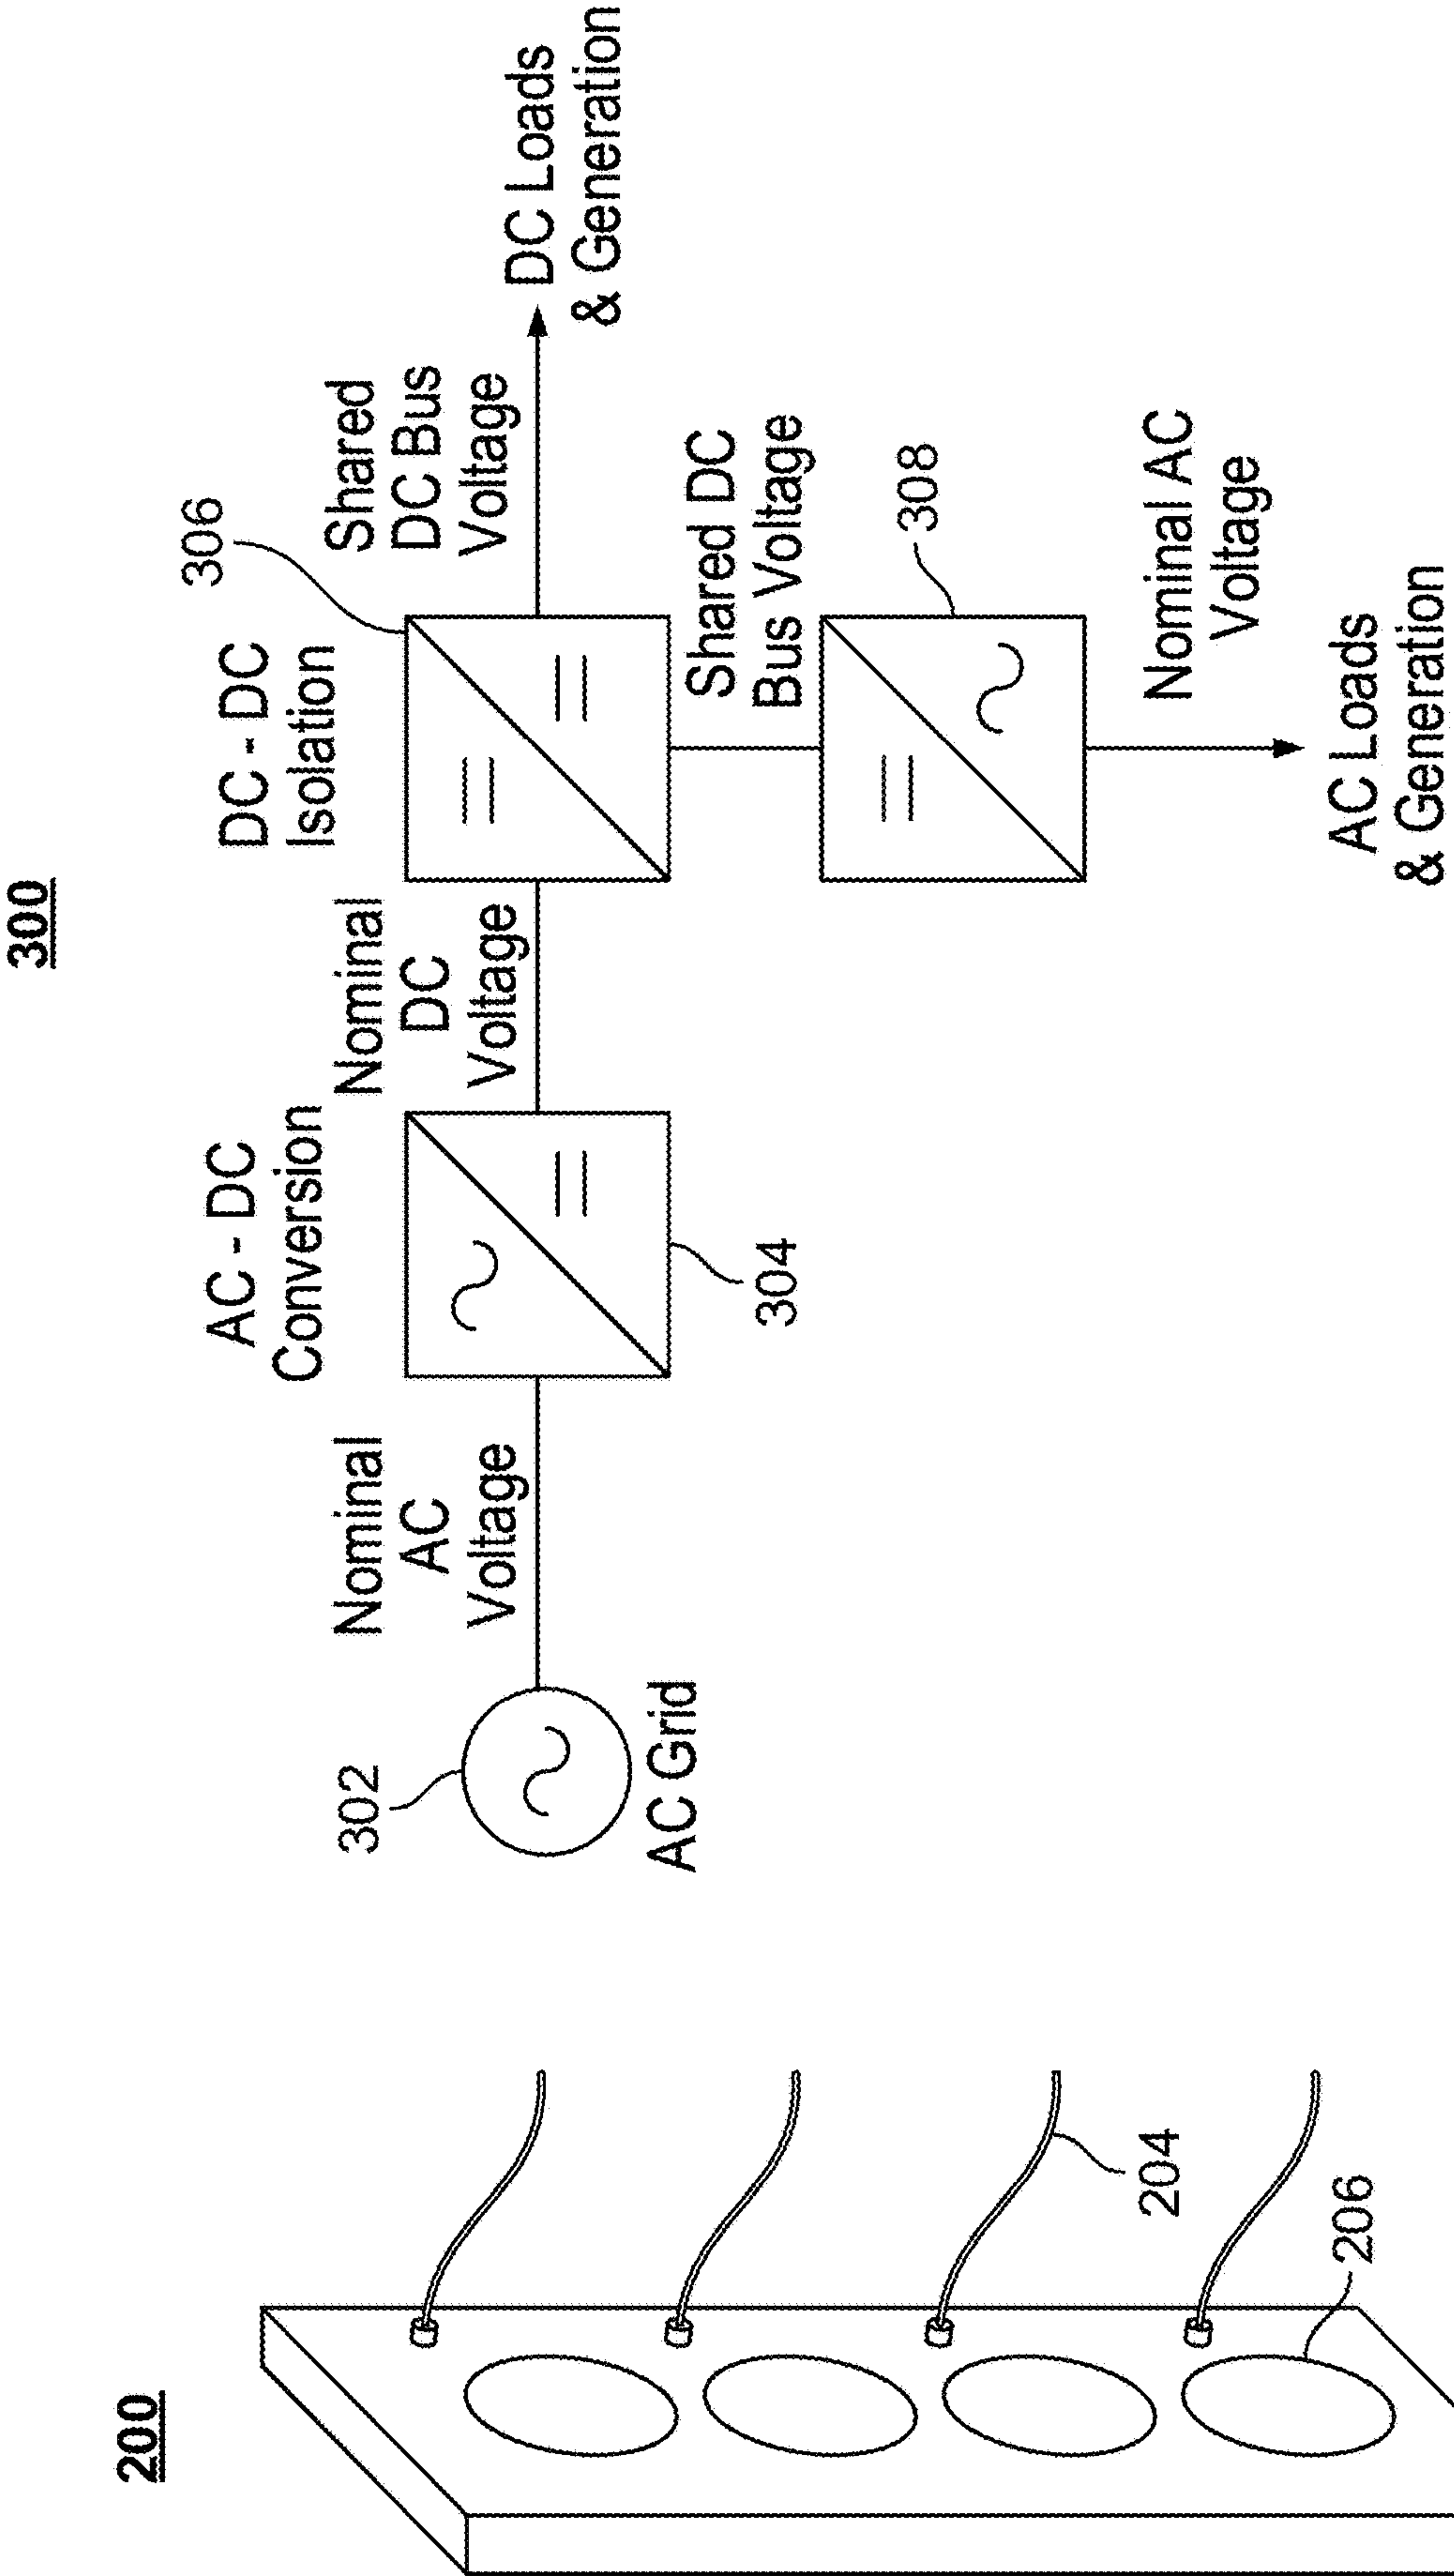 200
204
206
300
302
AC Grid
Nominal
AC
Voltage
AC - DC
Conversion
304
Nominal
DC
Voltage
DC - DC
Isolation
306
Shared
DC Bus
Voltage
DC Loads
& Generation
Shared DC
Bus Voltage
308
Nominal AC
Voltage
AC Loads
& Generation